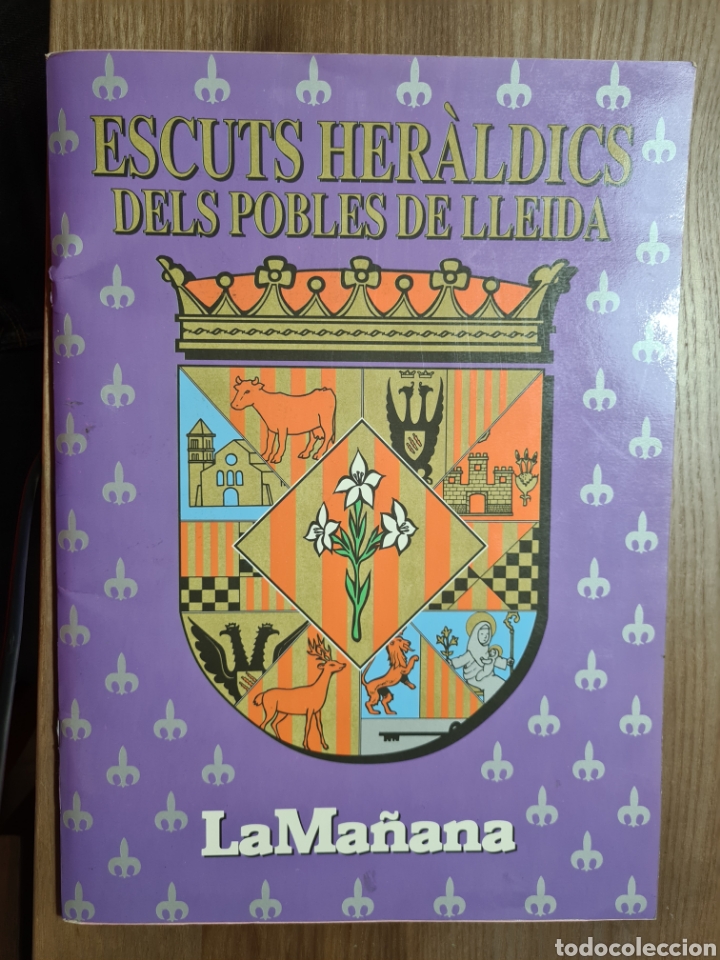 ESCUTS HERÀLDICS
DELS POBLES DE LLEIDA
LaMañana
todocoleccion